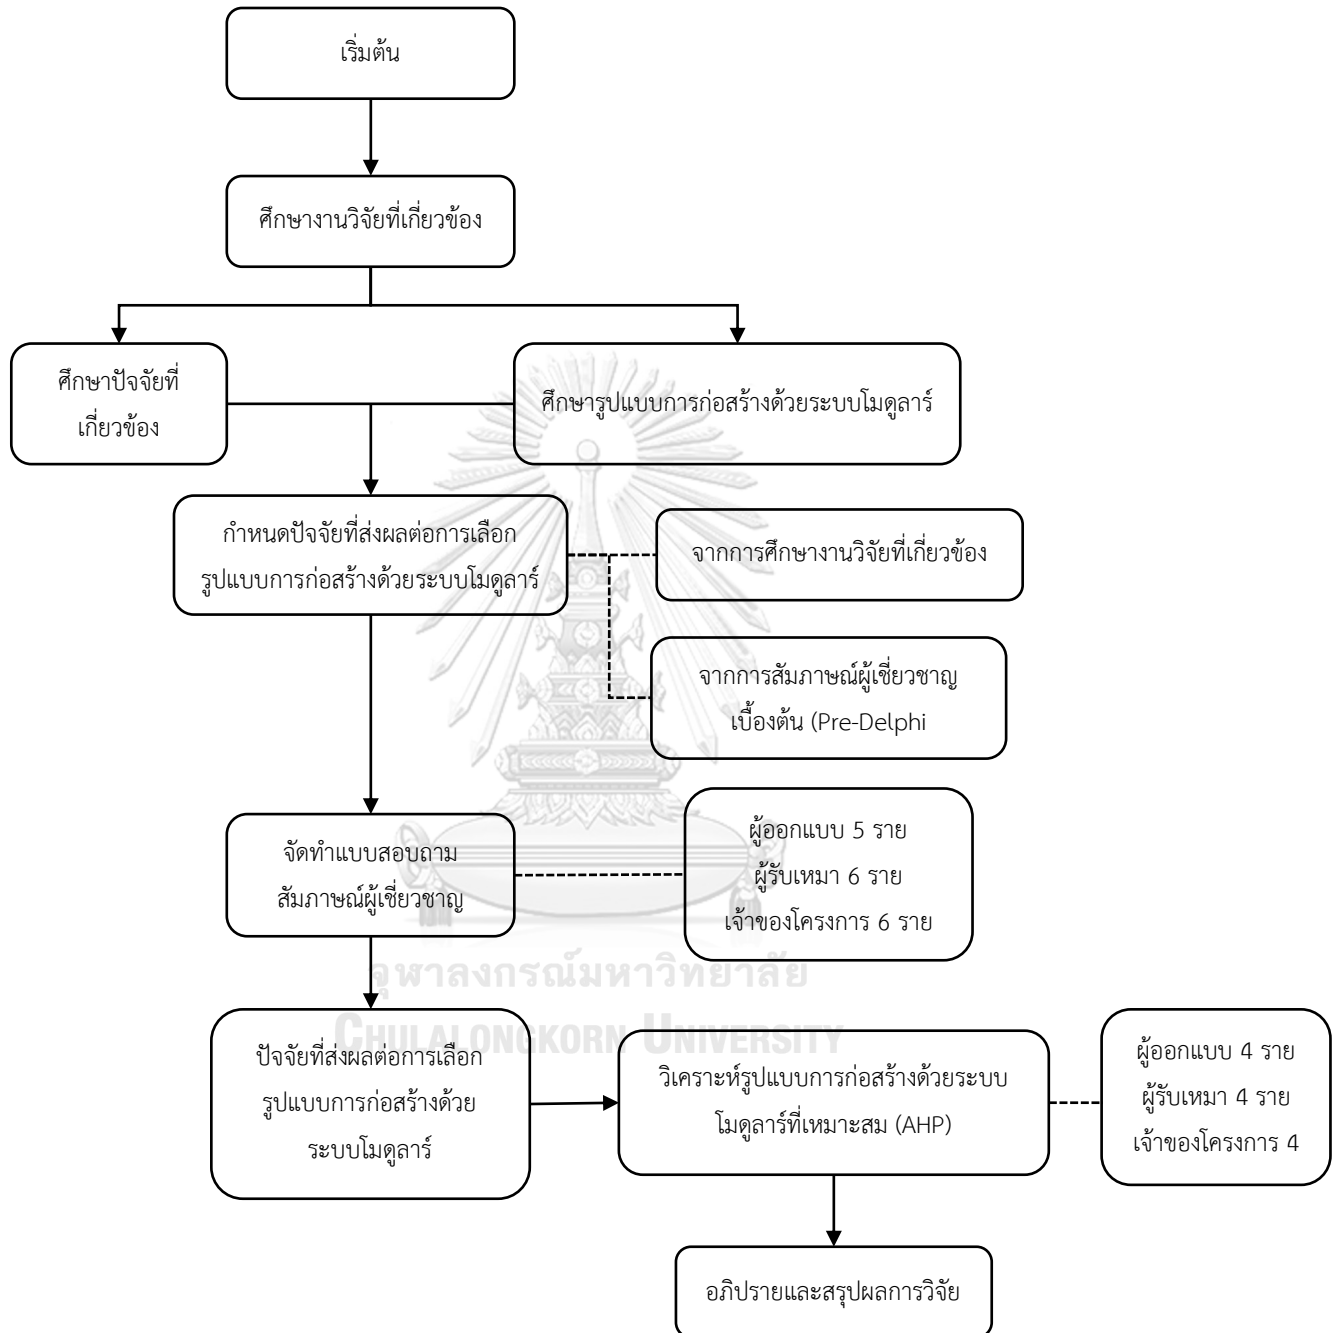 เริ่มต้น
ศึกษางานวิจัยที่เกี่ยวข้อง
ศึกษาปัจจัยที่
เกี่ยวข้อง
ศึกษารูปแบบการก่อสร้างด้วยระบบโมดูลาร์
กำหนดปัจจัยที่ส่งผลต่อการเลือก
รูปแบบการก่อสร้างด้วยระบบโมดูลาร์
จากการศึกษางานวิจัยที่เกี่ยวข้อง
จากการสัมภาษณ์ผู้เชี่ยวชาญ
เบื้องต้น (Pre-Delphi
จัดทำแบบสอบถาม
สัมภาษณ์ผู้เชี่ยวชาญ
ผู้ออกแบบ 5 ราย
ผู้รับเหมา 6 ราย
เจ้าของโครงการ 6 ราย
จุฬาลงกรณ์มหาวิทยาลัย
CHULALONGKORN UNIVERSITY
ปัจจัยที่ส่งผลต่อการเลือก
รูปแบบการก่อสร้างด้วย
ระบบโมดูลาร์
วิเคราะห์รูปแบบการก่อสร้างด้วยระบบ
โมดูลาร์ที่เหมาะสม (AHP)
ผู้ออกแบบ 4 ราย
ผู้รับเหมา 4 ราย
เจ้าของโครงการ 4
อภิปรายและสรุปผลการวิจัย